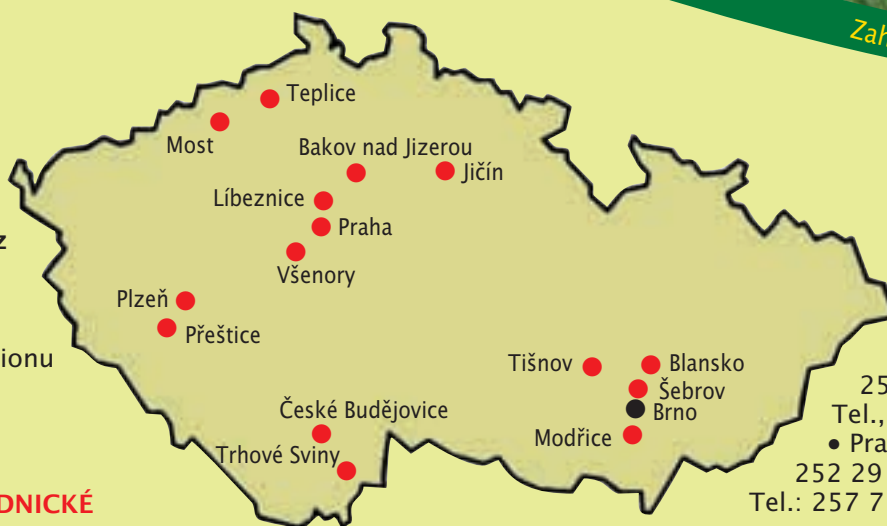 Teplice
Most
Bakov nad Jizerou
Jičín
Líbeznice
Praha
z
Všenory
Plzeň
Přeštice
ionu
Tišnov
Blansko
Šebrov
25
České Budějovice
Brno
Tel.,
Modřice
• Pra
Trhové Sviny
252 29
DNICKÉ
Tel.: 257 7
Zah